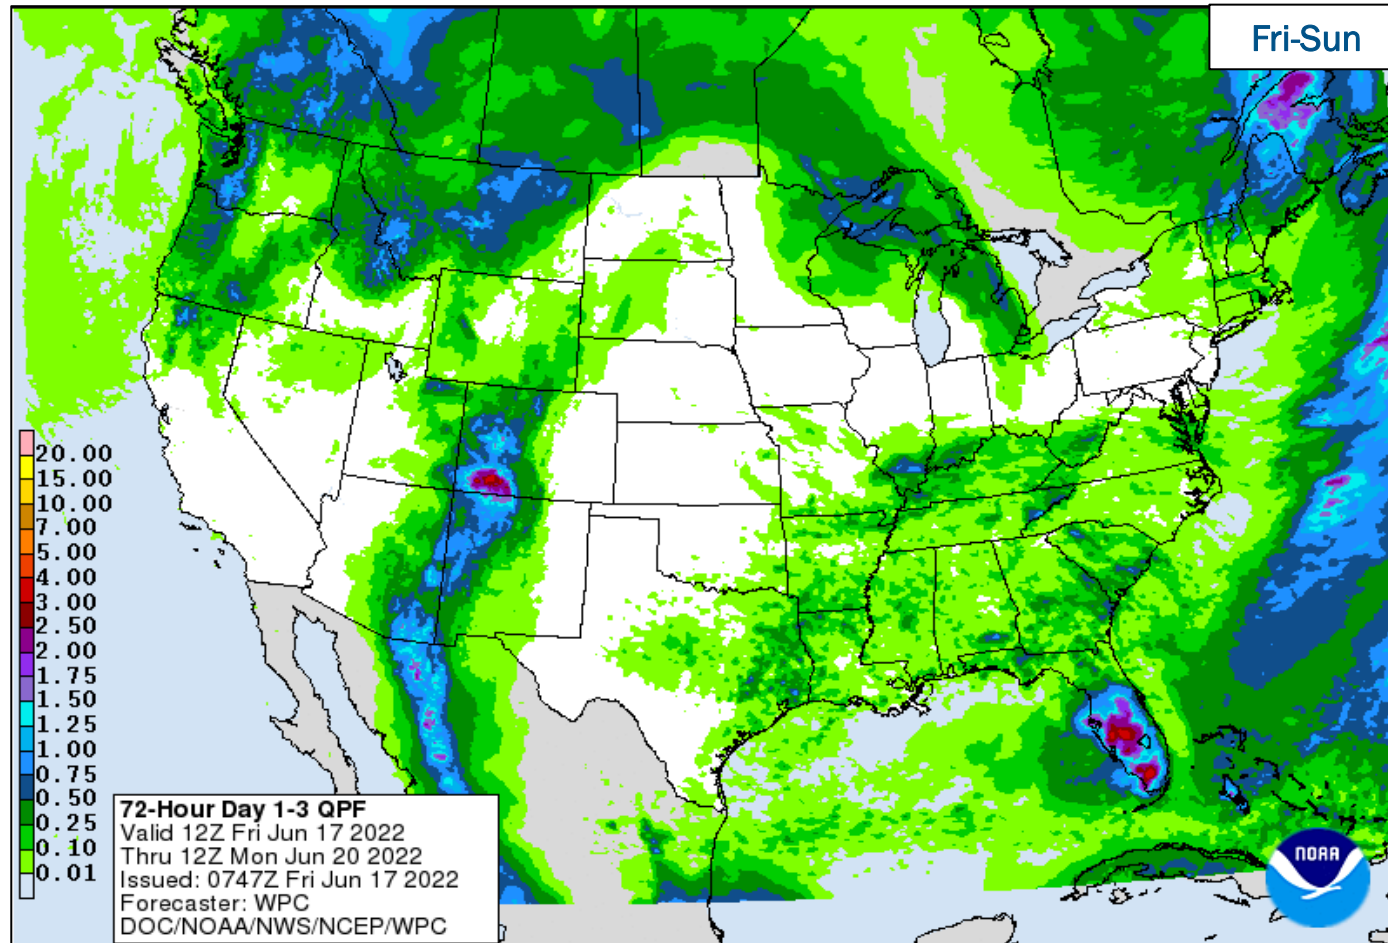 Fri-Sun
20.00
15.00
10.00
7.00
5.00
4.00
3.00
2.50
2.00
1.75
1.50
1.25
1.00
0.75
0.50
0.25
0.10
0.01
72-Hour Day 1-3 QPF
Valid 12Z Fri Jun 17 2022
Thru 12Z Mon Jun 20 2022
Issued: 0747Z Fri Jun 17 2022
Forecaster: WPC
DOC/NOAA/NWS/NCEP/WPC
NOAA